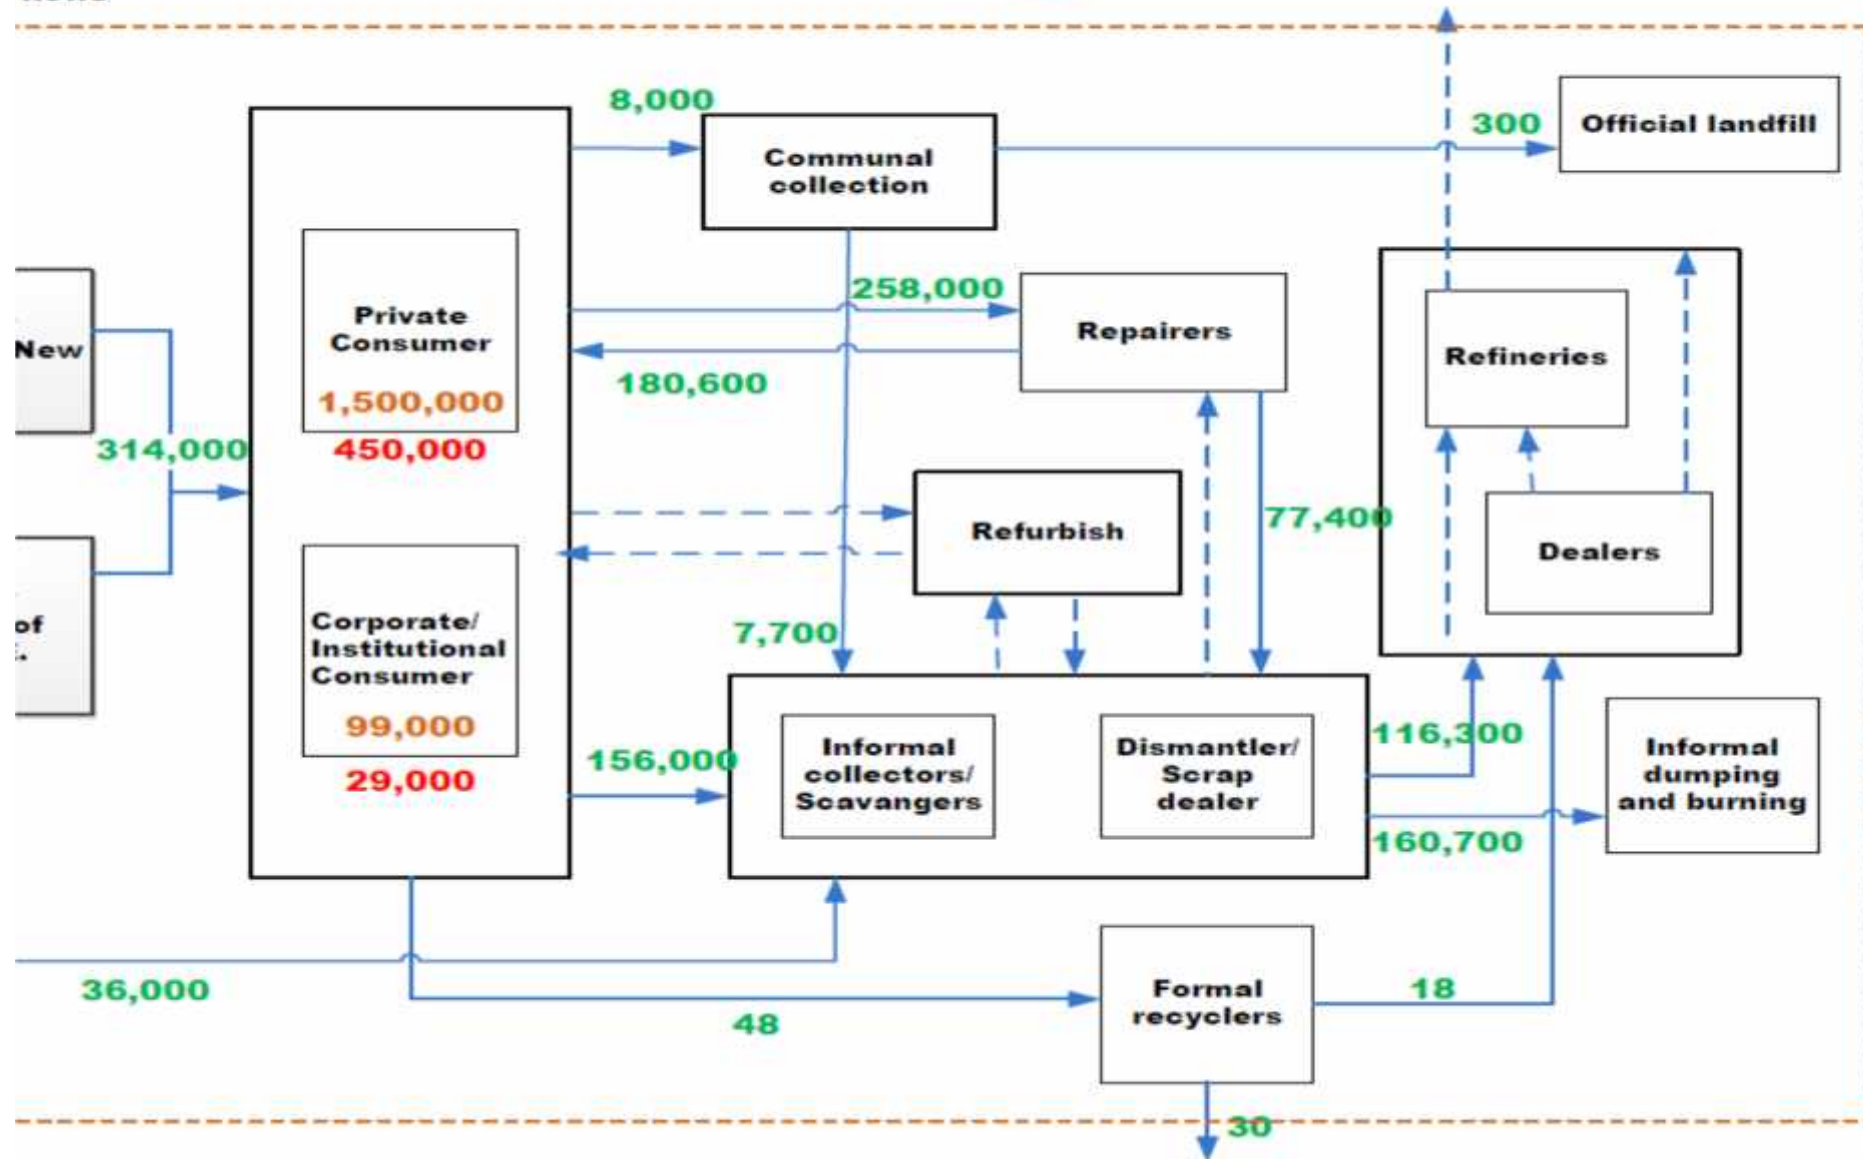 8,000
Communal
collection
300
Official landfill
New
314,000
Private
Consumer
1,500,000
450,000
258,000
180,600
Repairers
Refineries
Dealers
Refurbish
77,400
7,700
of
Corporate/
Institutional
Consumer
99,000
29,000
156,000
Informal
collectors/
Scavangers
Dismantler/
Scrap
dealer
116,300
160,700
Informal
dumping
and burning
36,000
48
Formal
recyclers
18
30